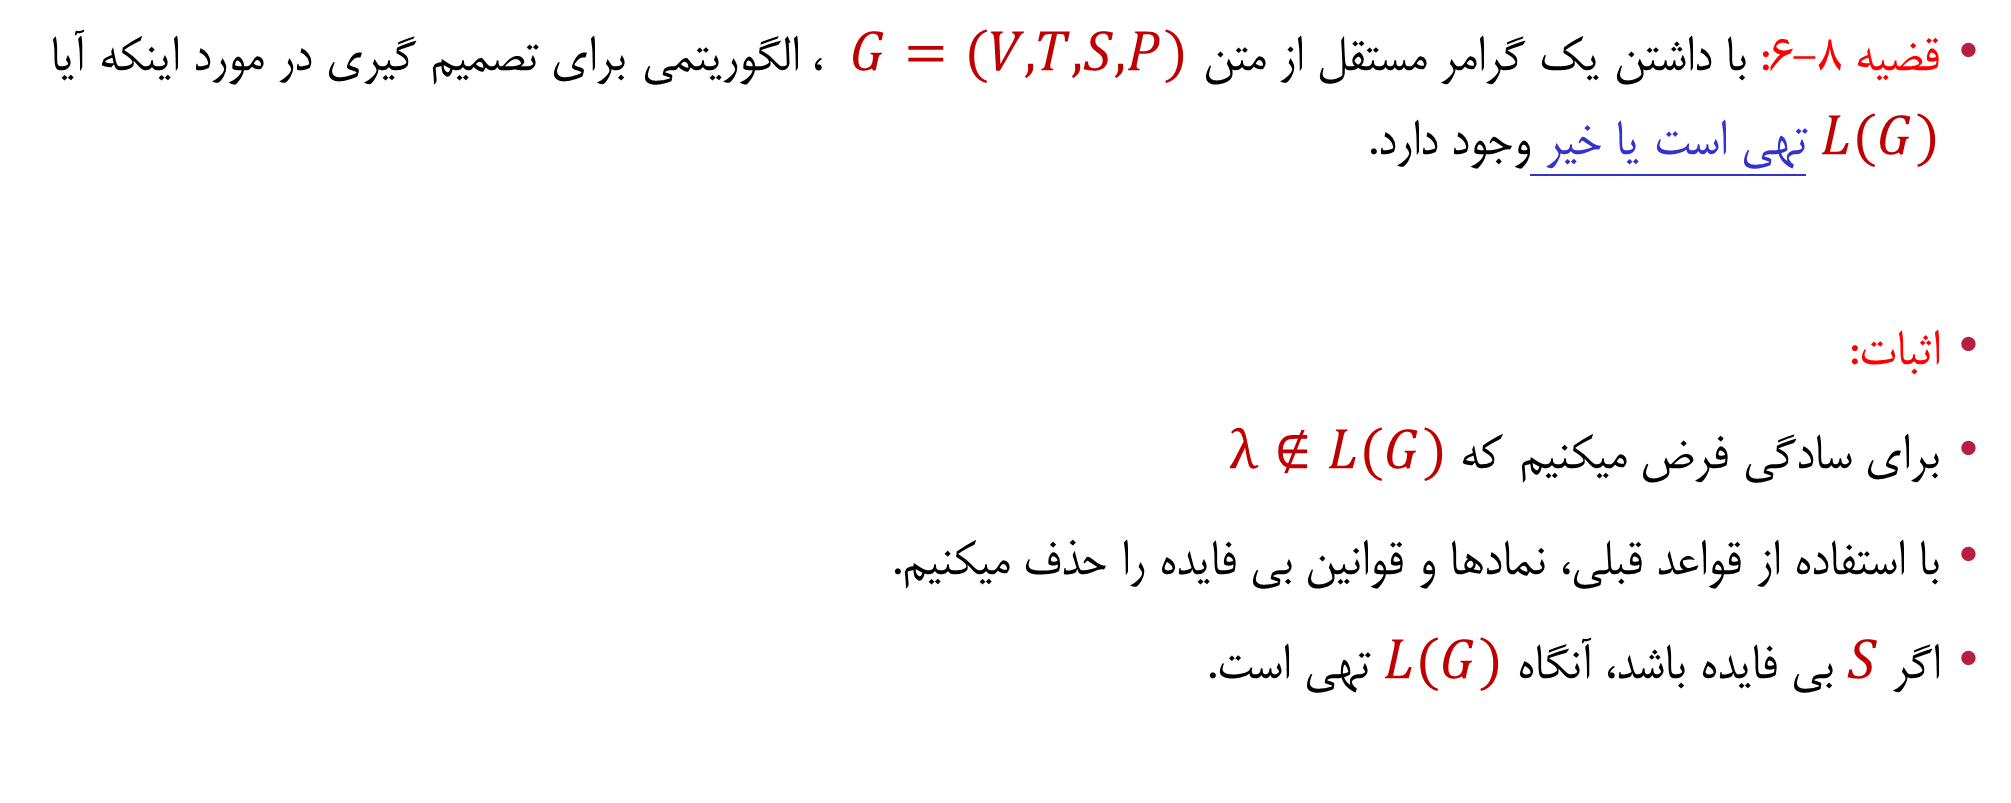 • قضیه ۸–۶: با داشتن یک گرامر مستقل از متن G = (V,T,S,P) ، الگوریتمی برای تصمیم گیری در مورد اینکه آیا
L(G) تهی است یا خیر وجود دارد.
• اثبات:
• برای سادگی فرض میکنیم که λ ∉ L(G)
• با استفاده از قواعد قبلی، نمادها و قوانین بی فایده را حذف میکنیم.
• اگر S بی فایده باشد، آنگاه L(G) تهی است.